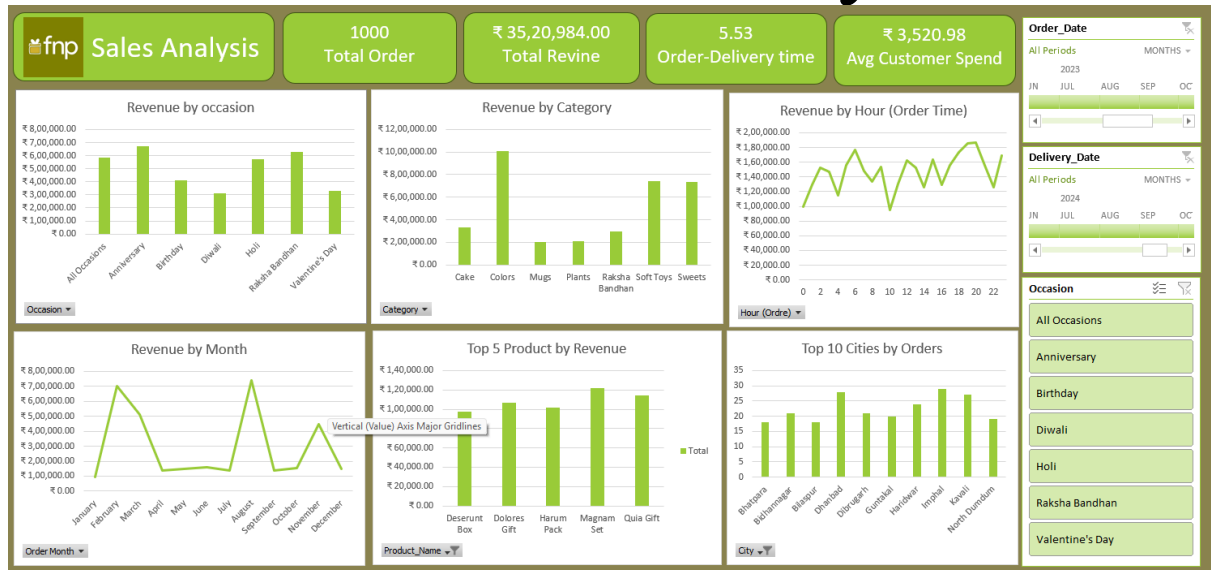 fnp
Sales Analysis
1000
Total Order
₹ 35,20,984.00
Total Revine
5.53
Order-Delivery time
₹ 3,520.98
Avg Customer Spend
Order_Date
All Periods
MONTHS
2023
JN JUL AUG SEP OC
Delivery_Date
All Periods
MONTHS
2024
JN JUL AUG SEP OC
Occasion
All Occasions
Anniversary
Birthday
Diwali
Holi
Raksha Bandhan
Valentine's Day
Revenue by occasion
₹ 8,00,000.00
₹ 7,00,000.00
₹ 6,00,000.00
₹ 5,00,000.00
₹ 4,00,000.00
₹ 3,00,000.00
₹ 2,00,000.00
₹ 1,00,000.00
₹ 0.00
All Occasions
Anniversary
Birthday
Diwali
Holi
Raksha Bandhan
Valentine's Day
Occasion
Revenue by Category
₹ 12,00,000.00
₹ 10,00,000.00
₹ 8,00,000.00
₹ 6,00,000.00
₹ 4,00,000.00
₹ 2,00,000.00
₹ 0.00
Cake Colors Mugs Plants Raksha Bandhan Soft Toys Sweets
Category
Revenue by Hour (Order Time)
₹ 2,00,000.00
₹ 1,80,000.00
₹ 1,60,000.00
₹ 1,40,000.00
₹ 1,20,000.00
₹ 1,00,000.00
₹ 80,000.00
₹ 60,000.00
₹ 40,000.00
₹ 20,000.00
₹ 0.00
0 2 4 6 8 10 12 14 16 18 20 22
Hour (Ordre)
Revenue by Month
₹ 8,00,000.00
₹ 7,00,000.00
₹ 6,00,000.00
₹ 5,00,000.00
₹ 4,00,000.00
₹ 3,00,000.00
₹ 2,00,000.00
₹ 1,00,000.00
₹ 0.00
January
February
March
April
May
June
July
August
September
October
November
December
Order Month
Vertical (Value) Axis Major Gridlines
Top 5 Product by Revenue
₹ 1,40,000.00
₹ 1,20,000.00
₹ 1,00,000.00
₹ 60,000.00
₹ 40,000.00
₹ 20,000.00
₹ 0.00
Deserunt Box
Dolores Gift
Harum Pack
Magnam Set
Quia Gift
Total
Product_Name
Top 10 Cities by Orders
35
30
25
20
15
10
5
0
Bhatpara
Bidhannagar
Bilaspur
Dhanbad
Dibrugarh
Guntakal
Haridwar
Imphal
Kavali
North Dumdum
City